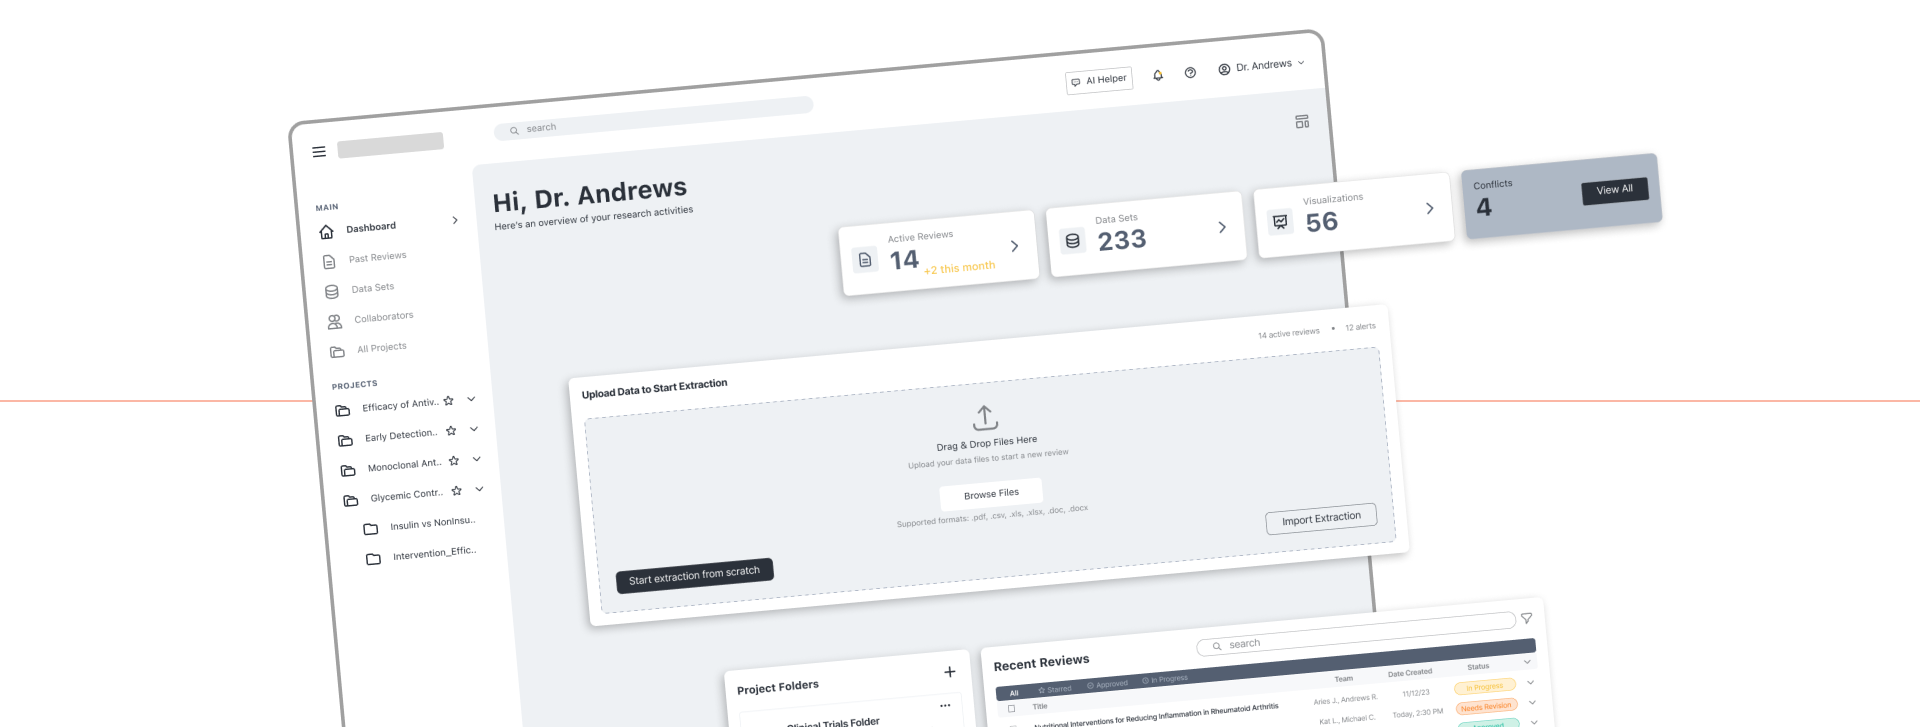 search
AI Helper
Dr. Andrews
MAIN
Dashboard
Past Reviews
Data Sets
Collaborators
All Projects
PROJECTS
Efficacy of Antiv..
Early Detection..
Monoclonal Ant..
Glycemic Contr..
Insulin vs NonInsu..
Intervention_Effic..
Hi, Dr. Andrews
Here's an overview of your research activities
Active Reviews
14 +2 this month
Data Sets
233
Visualizations
56
Conflicts
4
View All
14 active reviews • 12 alerts
Upload Data to Start Extraction
Drag & Drop Files Here
Upload your data files to start a new review
Browse Files
Supported formats: .pdf, .csv, .xls, .xlsx, .doc, .docx
Import Extraction
Start extraction from scratch
Project Folders
Clinical Trials Folder
Recent Reviews
search
All Starred Approved In Progress
Title Team Date Created Status
Nutritional Interventions for Reducing Inflammation in Rheumatoid Arthritis Aries J., Andrews R. 11/12/23 In Progress
Kat L., Michael C. Today, 2:30 PM Needs Revision
Approved